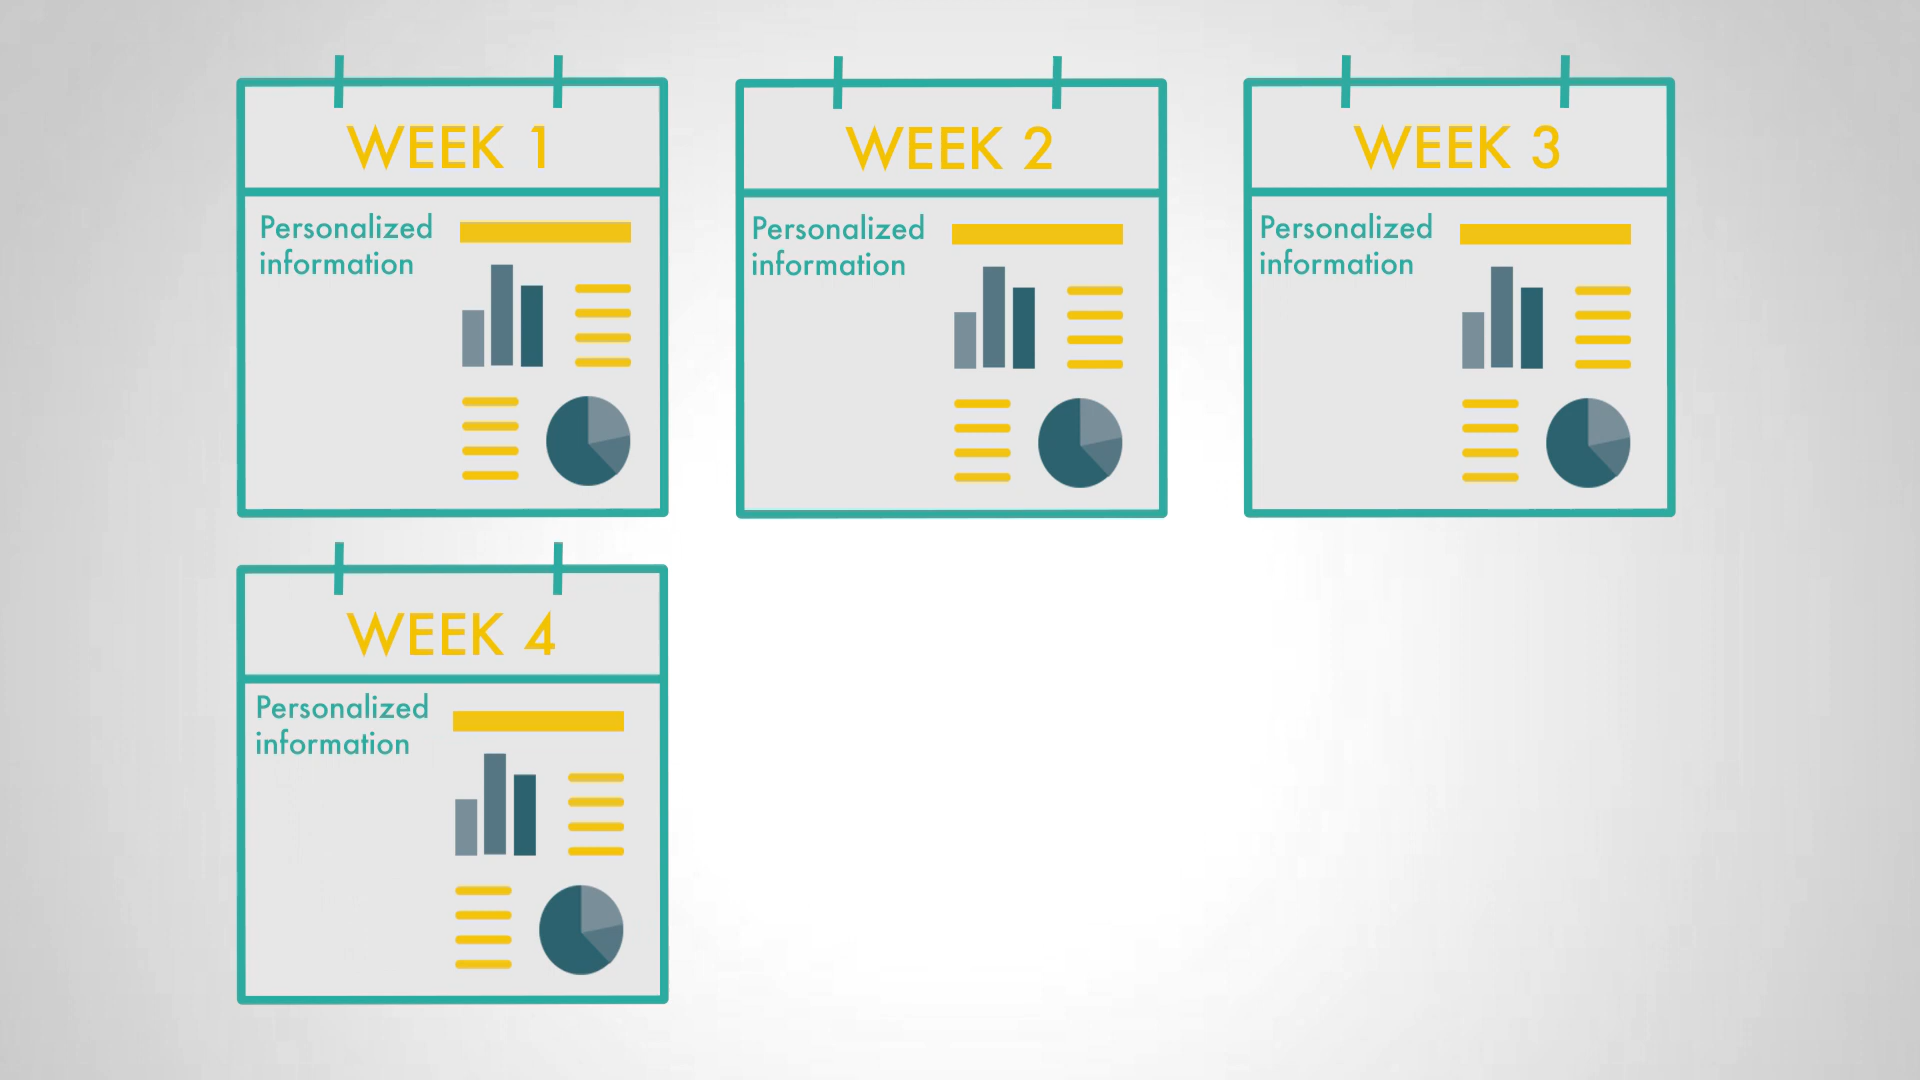 WEEK 1
Personalized
information
WEEK 2
Personalized
information
WEEK 3
Personalized
information
WEEK 4
Personalized
information